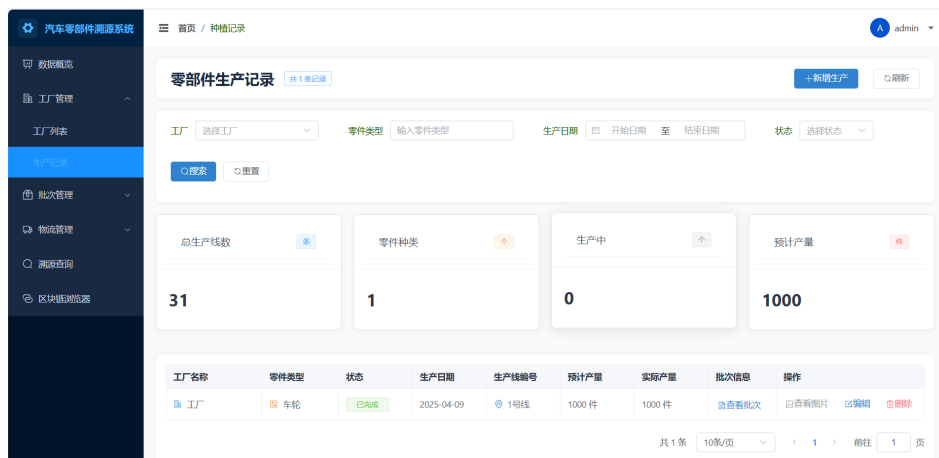 汽车零部件溯源系统
首页 / 种植记录
A admin
数据概览
工厂管理
工厂列表
生产记录
批次管理
物流管理
溯源查询
区块链浏览器
零部件生产记录 共 1 条记录
+新增生产 刷新
工厂 选择工厂 零件类型 输入零件类型 生产日期 开始日期 至 结束日期 状态 选择状态
搜索 重置
总生产线数 条 零件种类 个 生产中 个 预计产量 件
31 1 0 1000
工厂名称 零件类型 状态 生产日期 生产线编号 预计产量 实际产量 批次信息 操作
工厂 车轮 已完成 2025-04-09 1号线 1000 件 1000 件 查看批次 查看图片 编辑 删除
共 1 条 10条/页 1 前往 1 页